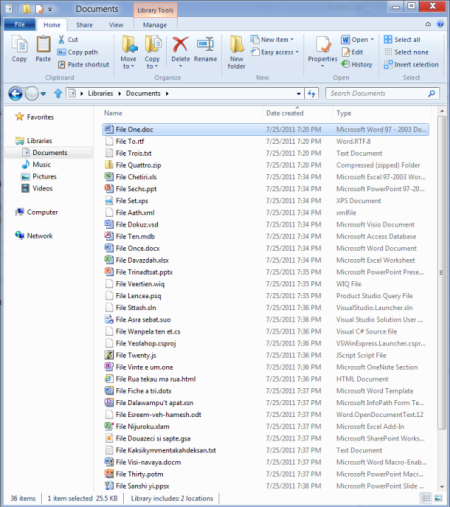 Documents Library Tools
File Home Share View Manage
Copy Paste Cut Copy path Paste shortcut Move to Copy to Delete Rename New folder New item Easy access Properties Open Edit History Select all Select none Invert selection
Clipboard Organize New Open Select
Libraries Documents Search Documents
Name Date created Type
Favorites
Libraries
Documents
Music
Pictures
Videos
Computer
Network
File One.doc 7/25/2011 7:20 PM Microsoft Word 97 - 2003 Do...
File To.rtf 7/25/2011 7:20 PM Word.RTF.8
File Trois.txt 7/25/2011 7:20 PM Text Document
File Quattro.zip 7/25/2011 7:20 PM Compressed (zipped) Folder
File Chetiri.xls 7/25/2011 7:34 PM Microsoft Excel 97-2003 Wo...
File Sechs.ppt 7/25/2011 7:34 PM Microsoft PowerPoint 97-2...
File Set.xps 7/25/2011 7:34 PM XPS Document
File Aath.xml 7/25/2011 7:34 PM xmlfile
File Dokuz.vsd 7/25/2011 7:34 PM Microsoft Visio Document
File Ten.mdb 7/25/2011 7:34 PM Microsoft Access Database
File Once.docx 7/25/2011 7:34 PM Microsoft Word Document
File Davazdah.xlsx 7/25/2011 7:34 PM Microsoft Excel Worksheet
File Trinadtsat.pptx 7/25/2011 7:35 PM Microsoft PowerPoint Prese...
File Veertien.wiq 7/25/2011 7:35 PM WIQ File
File Lencea.psq 7/25/2011 7:35 PM Product Studio Query File
File Sttash.sln 7/25/2011 7:36 PM VisualStudio.Launcher.sln
File Asra sebat.suo 7/25/2011 7:36 PM Visual Studio Solution User ...
File Wanpela ten et.cs 7/25/2011 7:36 PM Visual C# Source file
File Yeolahop.csproj 7/25/2011 7:36 PM VSWinExpress.Launcher.cspr...
File Twenty.js 7/25/2011 7:36 PM JScript Script File
File Vinte e um.one 7/25/2011 7:36 PM Microsoft OneNote Section
File Rua tekau ma rua.html 7/25/2011 7:36 PM HTML Document
File Fiche a tri.dotx 7/25/2011 7:37 PM Microsoft Word Template
File Dalawampu't apat.xsn 7/25/2011 7:37 PM Microsoft InfoPath Form Te...
File Esreem-veh-hamesh.odt 7/25/2011 7:37 PM Word.OpenDocumentText.12
File Nijuroku.xlam 7/25/2011 7:37 PM Microsoft Excel Add-In
File Douazeci si sapte.gsa 7/25/2011 7:37 PM Microsoft SharePoint Works...
File Kaksikymmentakahdeksan.txt 7/25/2011 7:37 PM Text Document
File Visi-navaya.docm 7/25/2011 7:38 PM Microsoft Word Macro-Enab...
File Thirty.potm 7/25/2011 7:38 PM Microsoft PowerPoint Macr...
File Sanshi yi.ppsx 7/25/2011 7:38 PM Microsoft PowerPoint Slide ...
36 items 1 item selected 25.5 KB Library includes: 2 locations